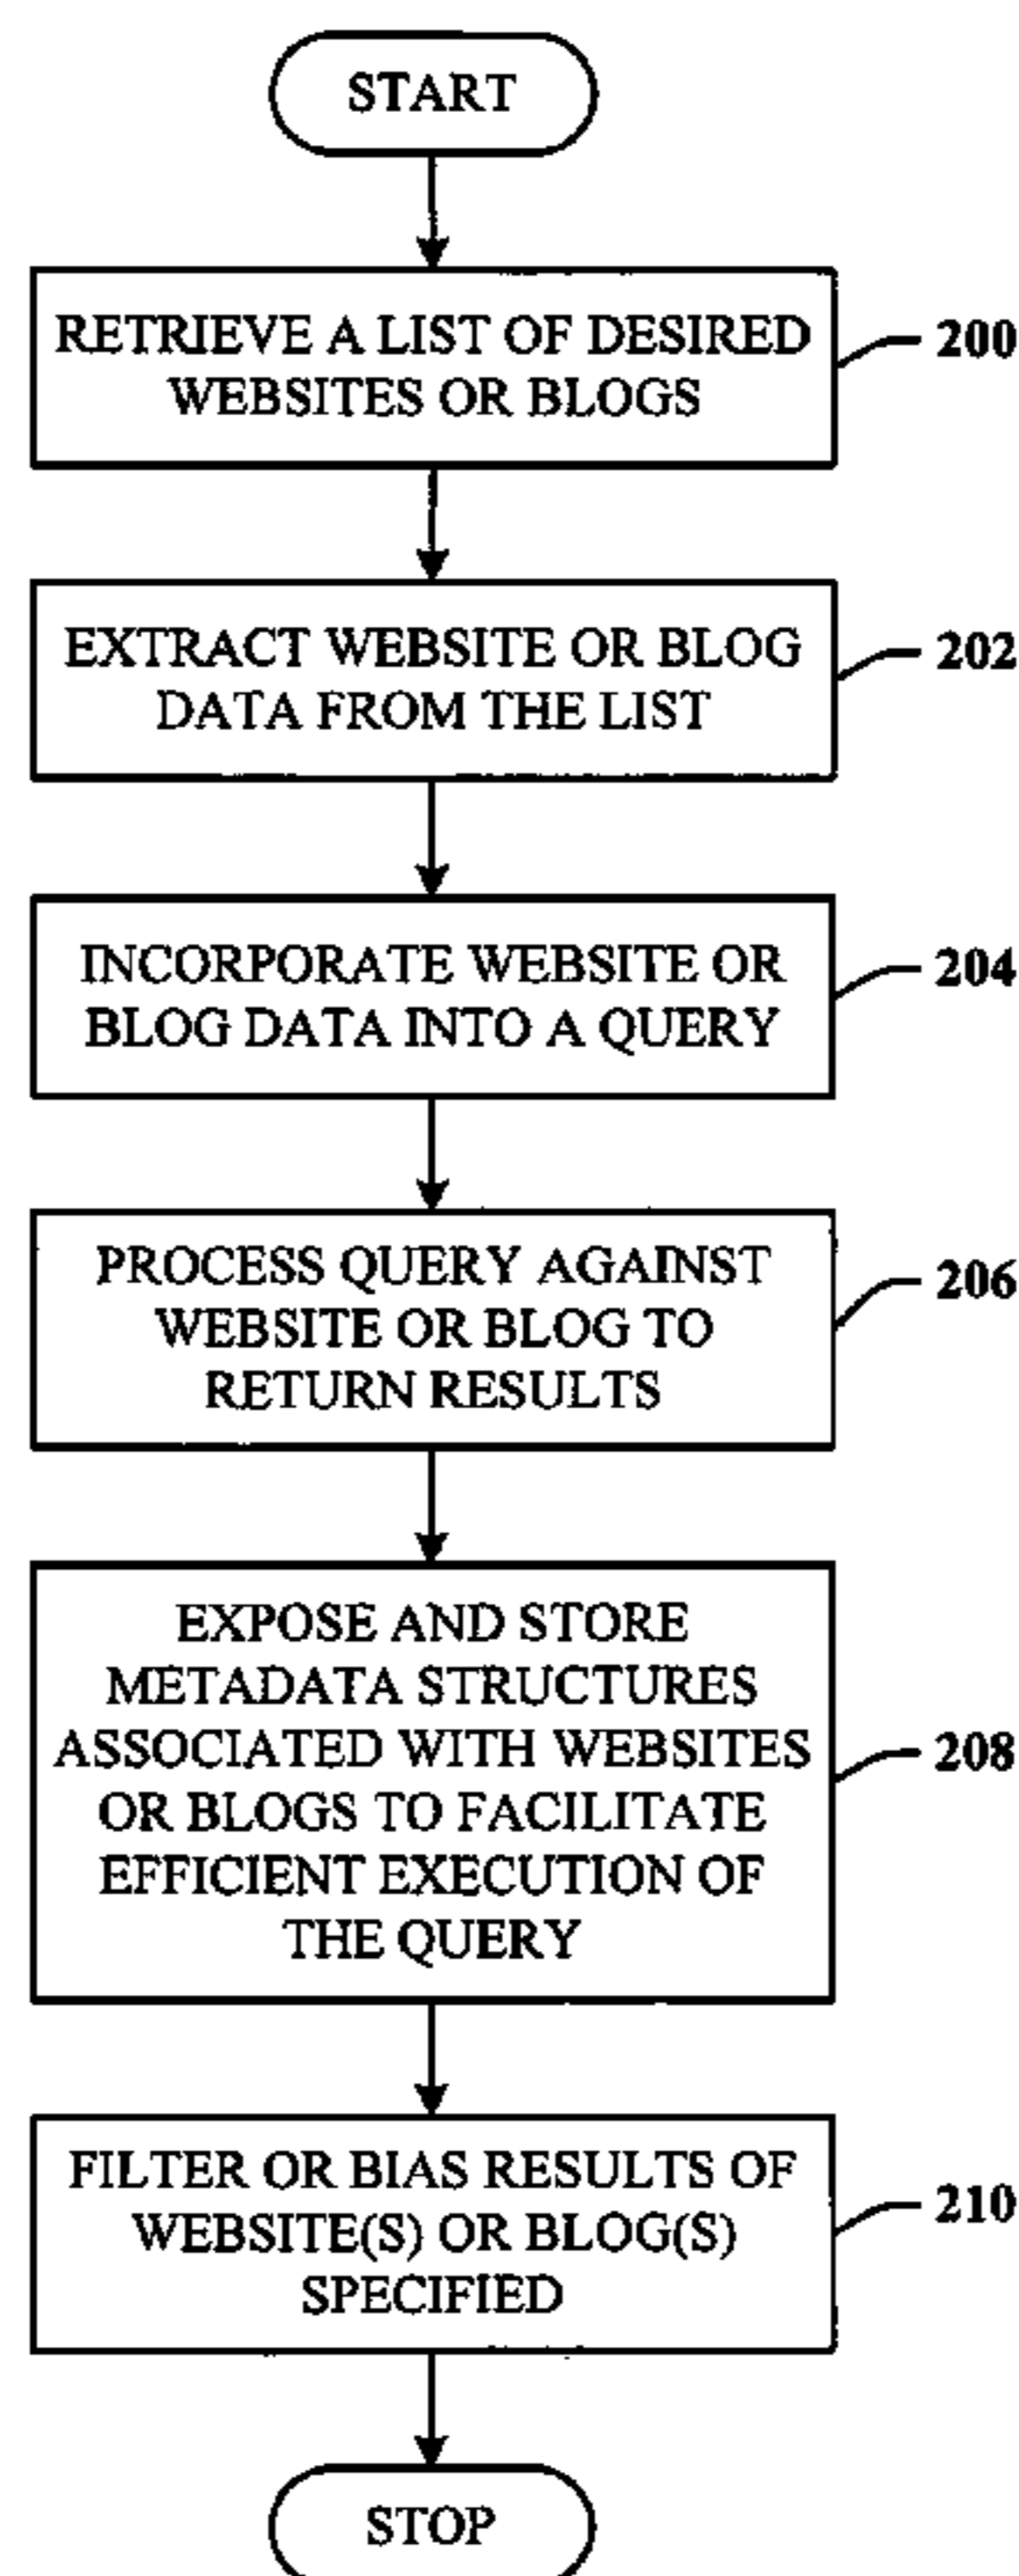 START
RETRIEVE A LIST OF DESIRED
WEBSITES OR BLOGS
200
EXTRACT WEBSITE OR BLOG
DATA FROM THE LIST
202
INCORPORATE WEBSITE OR
BLOG DATA INTO A QUERY
204
PROCESS QUERY AGAINST
WEBSITE OR BLOG TO
RETURN RESULTS
206
EXPOSE AND STORE
METADATA STRUCTURES
ASSOCIATED WITH WEBSITES
OR BLOGS TO FACILITATE
EFFICIENT EXECUTION OF
THE QUERY
208
FILTER OR BIAS RESULTS OF
WEBSITE(S) OR BLOG(S)
SPECIFIED
210
STOP